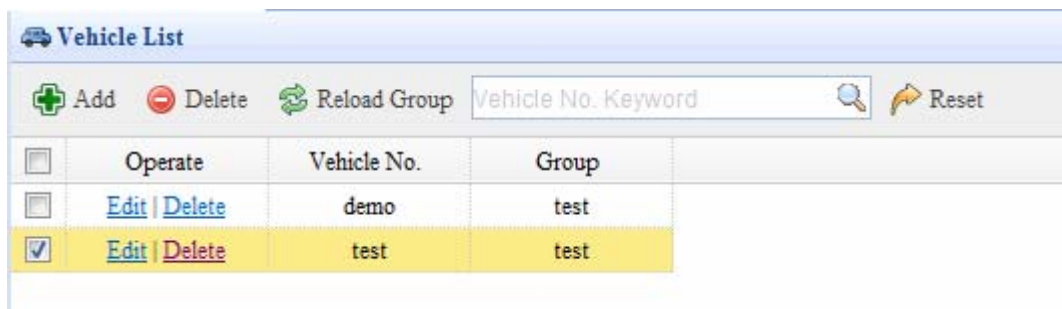 Vehicle List
Add Delete Reload Group Vehicle No. Keyword Reset
Operate Vehicle No. Group
Edit | Delete demo test
Edit | Delete test test